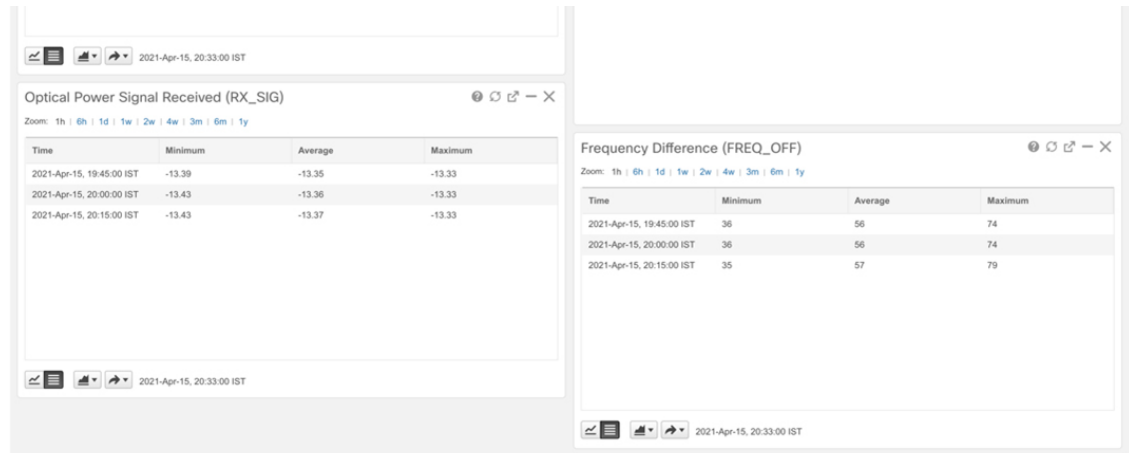 2021-Apr-15, 20:33:00 IST
Optical Power Signal Received (RX_SIG)
Zoom: 1h | 6h | 1d | 1w | 2w | 4w | 3m | 6m | 1y
Time Minimum Average Maximum
2021-Apr-15, 19:45:00 IST -13.39 -13.35 -13.33
2021-Apr-15, 20:00:00 IST -13.43 -13.36 -13.33
2021-Apr-15, 20:15:00 IST -13.43 -13.37 -13.33
2021-Apr-15, 20:33:00 IST
Frequency Difference (FREQ_OFF)
Zoom: 1h | 6h | 1d | 1w | 2w | 4w | 3m | 6m | 1y
Time Minimum Average Maximum
2021-Apr-15, 19:45:00 IST 36 56 74
2021-Apr-15, 20:00:00 IST 36 56 74
2021-Apr-15, 20:15:00 IST 35 57 79
2021-Apr-15, 20:33:00 IST